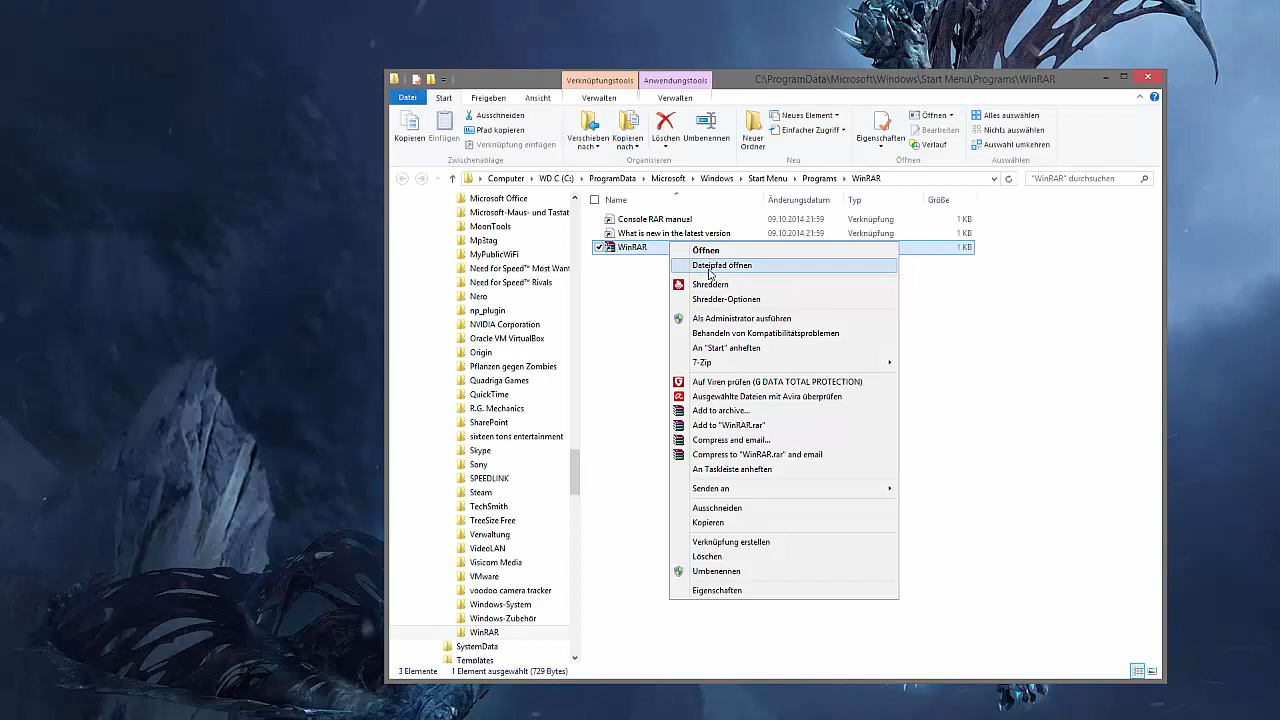 Verknüpfungstools
Anwendungstools
C:\ProgramData\Microsoft\Windows\Start Menu\Programs\WinRAR
Datei
Start
Freigeben
Ansicht
Verwalten
Verwalten
Kopieren
Einfügen
Ausschneiden
Pfad kopieren
Verknüpfung einfügen
Zwischenablage
Verschieben nach
Kopieren nach
Löschen
Umbenennen
Organisieren
Neuer Ordner
Neues Element
Einfacher Zugriff
Neu
Eigenschaften
Öffnen
Bearbeiten
Verlauf
Öffnen
Alles auswählen
Nichts auswählen
Auswahl umkehren
Auswählen
Computer
WD C (C:)
ProgramData
Microsoft
Windows
Start Menu
Programs
WinRAR
"WinRAR" durchsuchen
Microsoft Office
Microsoft-Maus- und Tastat
MoonTools
Mp3tag
MyPublicWiFi
Need for Speed™ Most Wan
Need for Speed™ Rivals
Nero
np_plugin
NVIDIA Corporation
Oracle VM VirtualBox
Origin
Pflanzen gegen Zombies
Quadriga Games
QuickTime
R.G. Mechanics
SharePoint
sixteen tons entertainment
Skype
Sony
SPEEDLINK
Steam
TechSmith
TreeSize Free
Verwaltung
VideoLAN
Visicom Media
VMware
voodoo camera tracker
Windows-System
Windows-Zubehör
WinRAR
SystemData
Templates
Name
Änderungsdatum
Typ
Größe
Console RAR manual
09.10.2014 21:59
Verknüpfung
1 KB
What is new in the latest version
09.10.2014 21:59
Verknüpfung
1 KB
WinRAR
1 KB
Öffnen
Dateipfad öffnen
Shreddern
Shredder-Optionen
Als Administrator ausführen
Behandeln von Kompatibilitätsproblemen
An "Start" anheften
7-Zip
Auf Viren prüfen (G DATA TOTAL PROTECTION)
Ausgewählte Dateien mit Avira überprüfen
Add to archive...
Add to "WinRAR.rar"
Compress and email...
Compress to "WinRAR.rar" and email
An Taskleiste anheften
Senden an
Ausschneiden
Kopieren
Verknüpfung erstellen
Löschen
Umbenennen
Eigenschaften
3 Elemente
1 Element ausgewählt (729 Bytes)